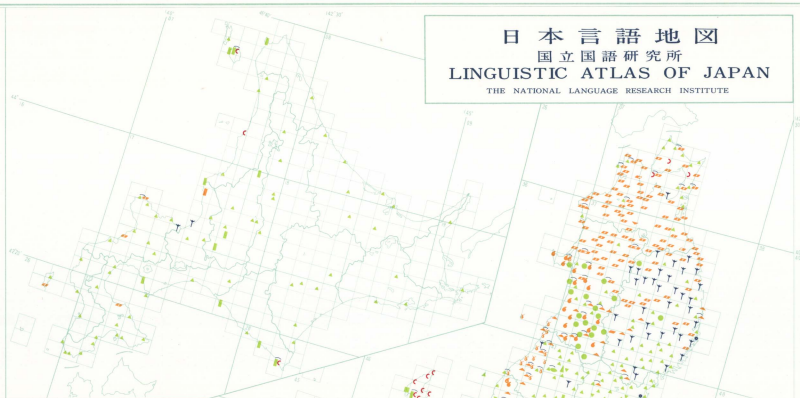 日本言語地図
国立国語研究所
LINGUISTIC ATLAS OF JAPAN
THE NATIONAL LANGUAGE RESEARCH INSTITUTE